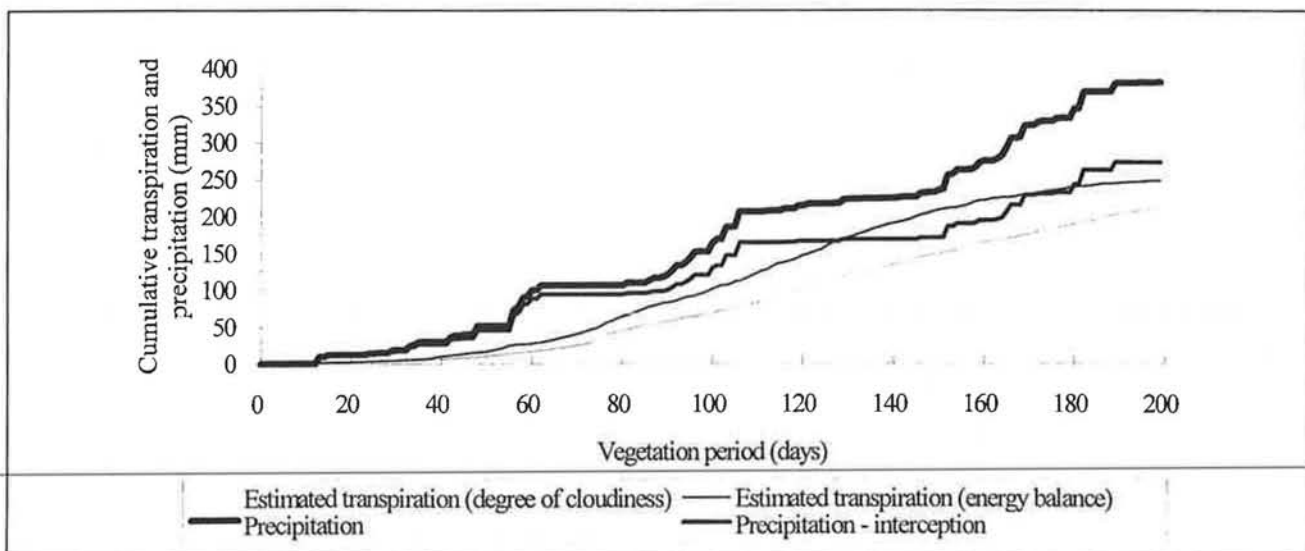 Cumulative transpiration and
precipitation (mm)
400
350
300
250
200
150
100
50
0
0 20 40 60 80 100 120 140 160 180 200
Vegetation period (days)
Estimated transpiration (degree of cloudiness) Estimated transpiration (energy balance)
Precipitation Precipitation - interception